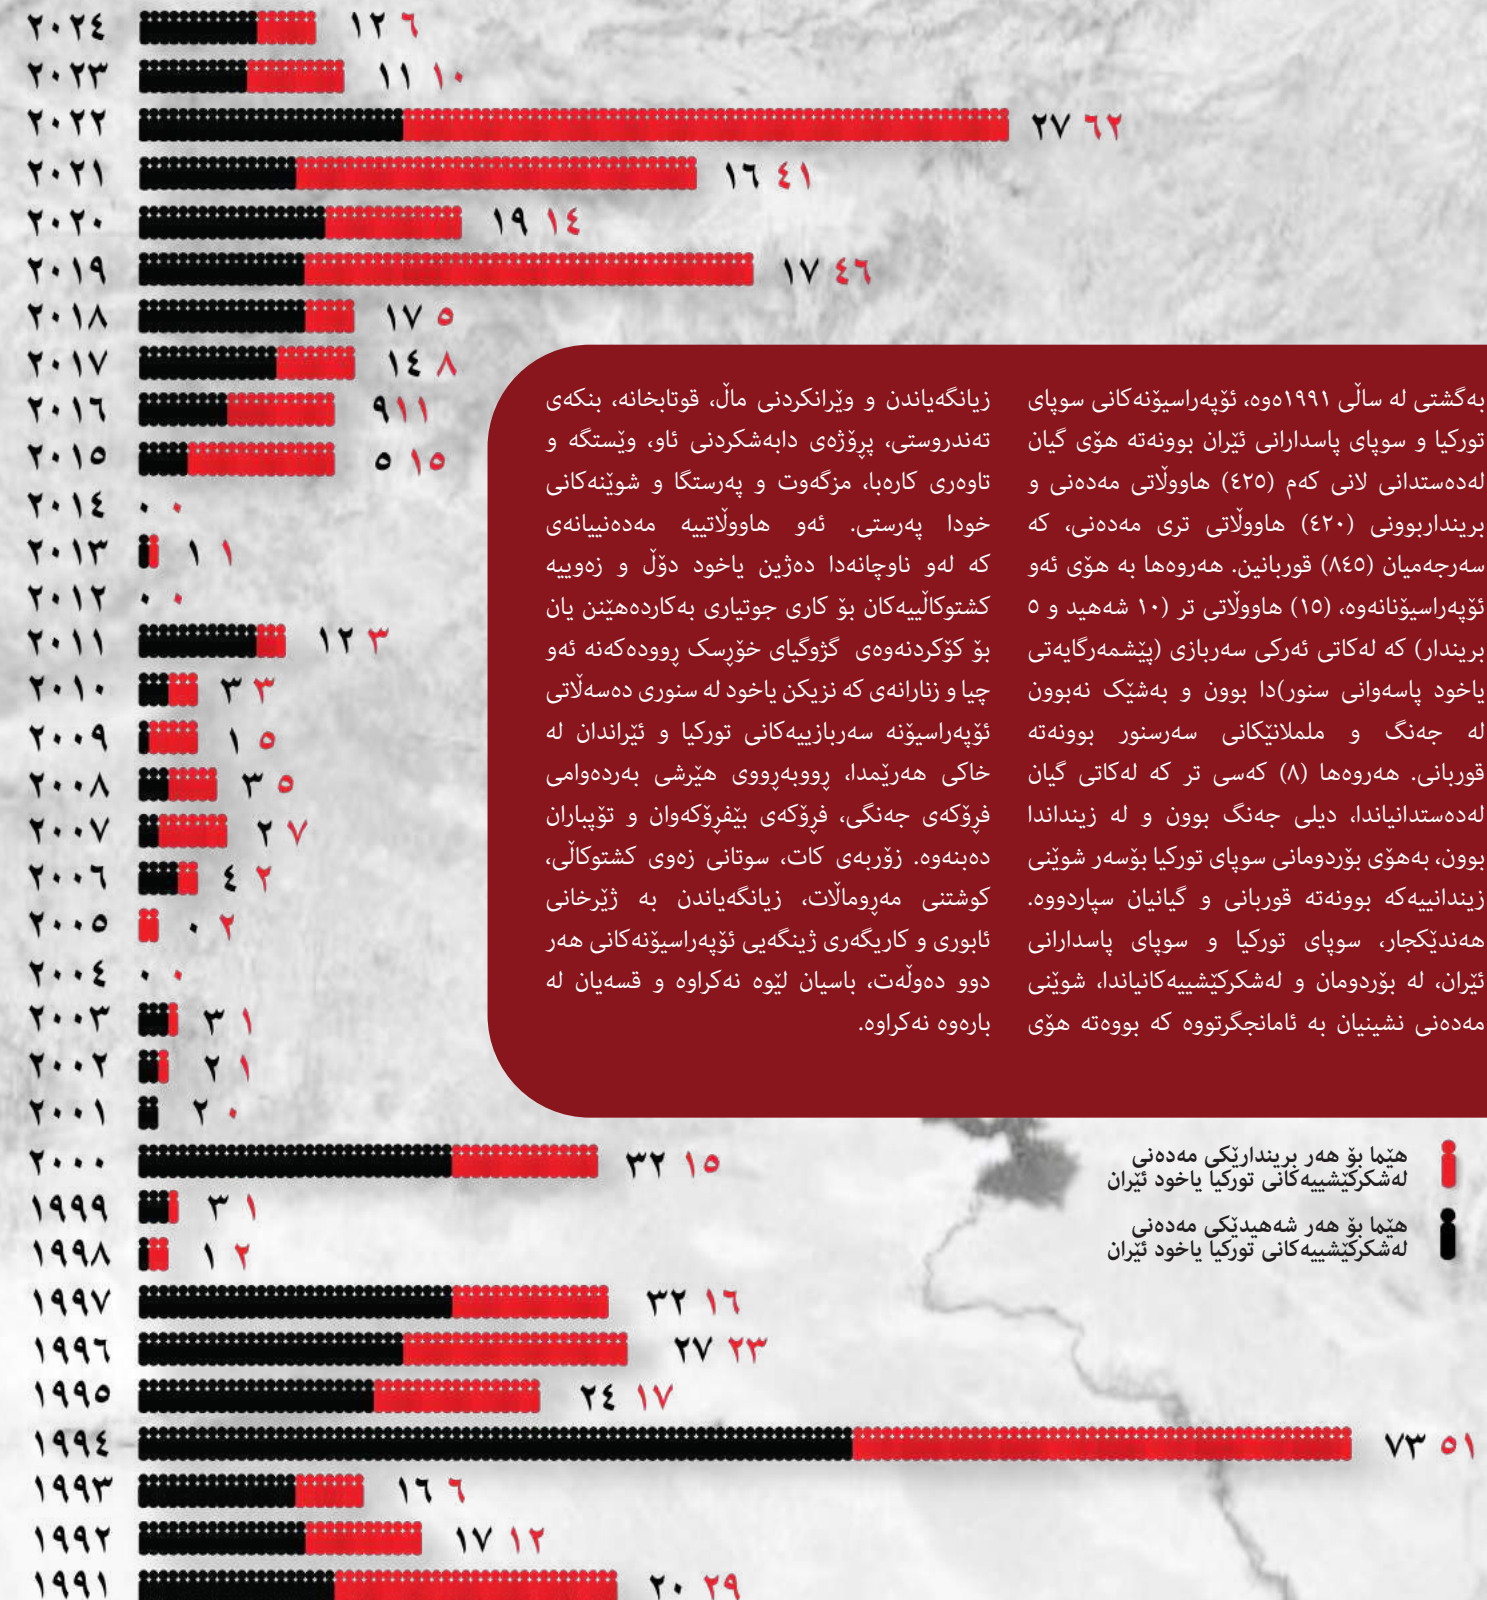 ٢٠٢٤ ١٢ ٦
٢٠٢٣ ١١ ١٠
٢٠٢٢ ٢٧ ٦٢
٢٠٢١ ١٦ ٤١
٢٠٢٠ ١٩ ١٤
٢٠١٩ ١٧ ٤٦
٢٠١٨ ١٧ ٥
٢٠١٧ ١٤ ٨
٢٠١٦ ٩ ١١
٢٠١٥ ٥ ١٥
٢٠١٤ ٠ ٠
٢٠١٣ ١ ١
٢٠١٢ ٠ ٠
٢٠١١ ١٢ ٣
٢٠١٠ ٣ ٣
٢٠٠٩ ١ ٥
٢٠٠٨ ٣ ٥
٢٠٠٧ ٢ ٧
٢٠٠٦ ٤ ٢
٢٠٠٥ ٠ ٢
٢٠٠٤ ٠ ٠
٢٠٠٣ ٣ ١
٢٠٠٢ ٢ ١
٢٠٠١ ٢ ٠
٢٠٠٠ ٣٢ ١٥
١٩٩٩ ٣ ١
١٩٩٨ ١ ٢
١٩٩٧ ٣٢ ١٦
١٩٩٦ ٢٧ ٢٣
١٩٩٥ ٢٤ ١٧
١٩٩٤ ٧٣ ٥١
١٩٩٣ ١٦ ٦
١٩٩٢ ١٧ ١٢
١٩٩١ ٢٠ ٢٩
بەگشتی لە ساڵی ١٩٩١ەوە، ئۆپەراسیۆنەکانی سوپای
تورکیا و سوپای پاسدارانی ئێران بوونەتە هۆی گیان
لەدەستدانی لانی کەم (٤٢٥) هاووڵاتی مەدەنی و
برینداربوونی (٤٢٠) هاووڵاتی تری مەدەنی، کە
سەرجەمیان (٨٤٥) قوربانین. هەروەها بە هۆی ئەو
ئۆپەراسیۆنانەوە، (١٥) هاووڵاتی تر (١٠ شەهید و ٥
بریندار) کە لەکاتی ئەرکی سەربازی (پێشمەرگایەتی
یاخود پاسەوانی سنور)دا بوون و بەشێک نەبوون
لە جەنگ و ململانێکانی سەرسنور بوونەتە
قوربانی. هەروەها (٨) کەسی تر کە لەکاتی گیان
لەدەستدانیاندا، دیلی جەنگ بوون و لە زینداندا
بوون، بەهۆی بۆردومانی سوپای تورکیا بۆسەر شوێنی
زیندانییەکە بوونەتە قوربانی و گیانیان سپاردووە.
هەندێکجار، سوپای تورکیا و سوپای پاسدارانی
ئێران، لە بۆردومان و لەشکرکێشییەکانیاندا، شوێنی
مەدەنی نشینیان بە ئامانجگرتووە کە بووەتە هۆی
زیانگەیاندن و وێرانکردنی ماڵ، قوتابخانە، بنکەی
تەندروستی، پڕۆژەی دابەشکردنی ئاو، وێستگە و
تاوەری کارەبا، مزگەوت و پەرستگا و شوێنەکانی
خودا پەرستی. ئەو هاووڵاتییە مەدەنییانەی
کە لەو ناوچانەدا دەژین یاخود دۆڵ و زەوییە
کشتوکاڵییەکان بۆ کاری جوتیاری بەکاردەهێنن یان
بۆ کۆکردنەوەی گژوگیای خۆڕسک ڕوودەکەنە ئەو
چیا و زنارانەی کە نزیکن یاخود لە سنوری دەسەڵاتی
ئۆپەراسیۆنە سەربازییەکانی تورکیا و ئێراندان لە
خاکی هەرێمدا، ڕووبەڕووی هێرشی بەردەوامی
فڕۆکەی جەنگی، فڕۆکەی بێفڕۆکەوان و تۆپباران
دەبنەوە. زۆربەی کات، سوتانی زەوی کشتوکاڵی،
کوشتنی مەڕوماڵات، زیانگەیاندن بە ژێرخانی
ئابوری و کاریگەری ژینگەیی ئۆپەراسیۆنەکانی هەر
دوو دەوڵەت، باسیان لێوە نەکراوە و قسەیان لە
بارەوە نەکراوە.
هێما بۆ هەر بریندارێکی مەدەنی
لەشکرکێشییەکانی تورکیا یاخود ئێران
هێما بۆ هەر شەهیدێکی مەدەنی
لەشکرکێشییەکانی تورکیا یاخود ئێران